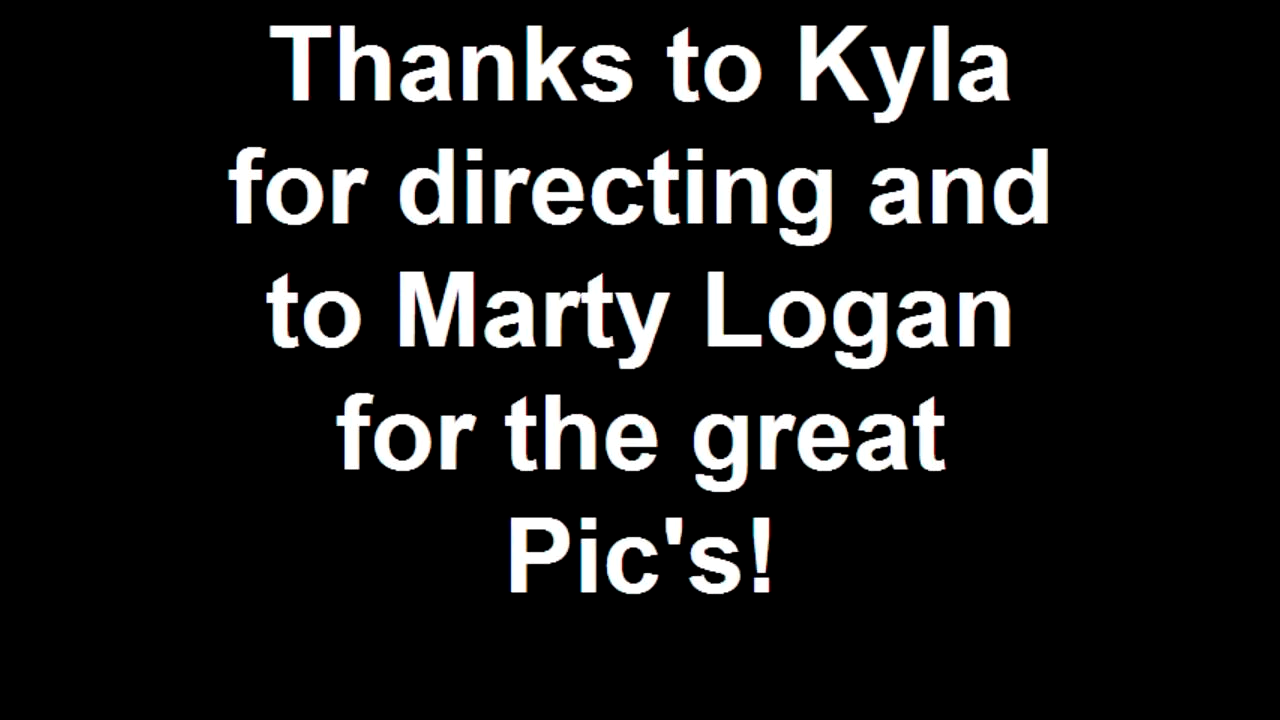 Thanks to Kyla
for directing and
to Marty Logan
for the great
Pic's!